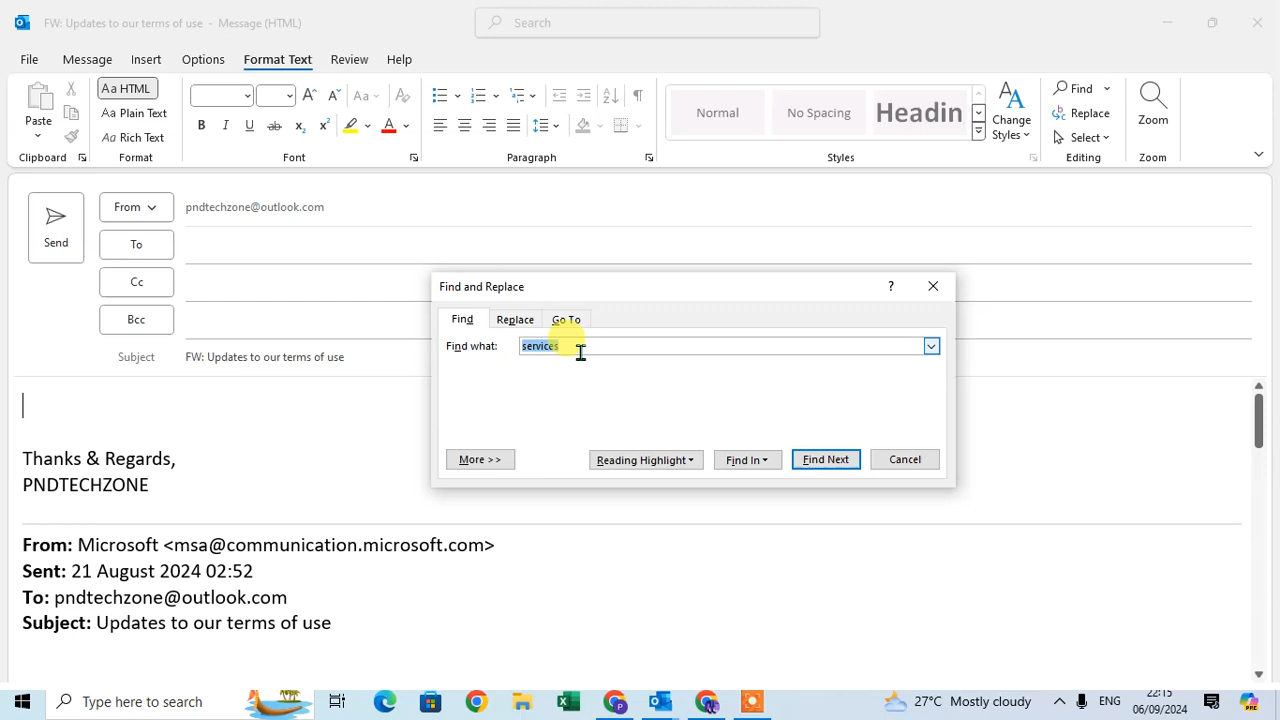 FW: Updates to our terms of use - Message (HTML)
Search
File Message Insert Options Format Text Review Help
Paste
Clipboard
Aa HTML
Aa Plain Text
Aa Rich Text
Format
Aa
B I U ab x₂ x² A
Font
Paragraph
Normal
No Spacing
Headin
Change
Styles
Styles
Find
Replace
Select
Editing
Zoom
Zoom
Send
From
pndtechzone@outlook.com
To
Cc
Bcc
Subject
FW: Updates to our terms of use
Find and Replace
?
Find Replace Go To
Find what: services
More >> Reading Highlight Find In Find Next Cancel
Thanks & Regards,
PNDTECHZONE
From: Microsoft <msa@communication.microsoft.com>
Sent: 21 August 2024 02:52
To: pndtechzone@outlook.com
Subject: Updates to our terms of use
Type here to search
27°C Mostly cloudy
ENG
22:15
06/09/2024
PRE